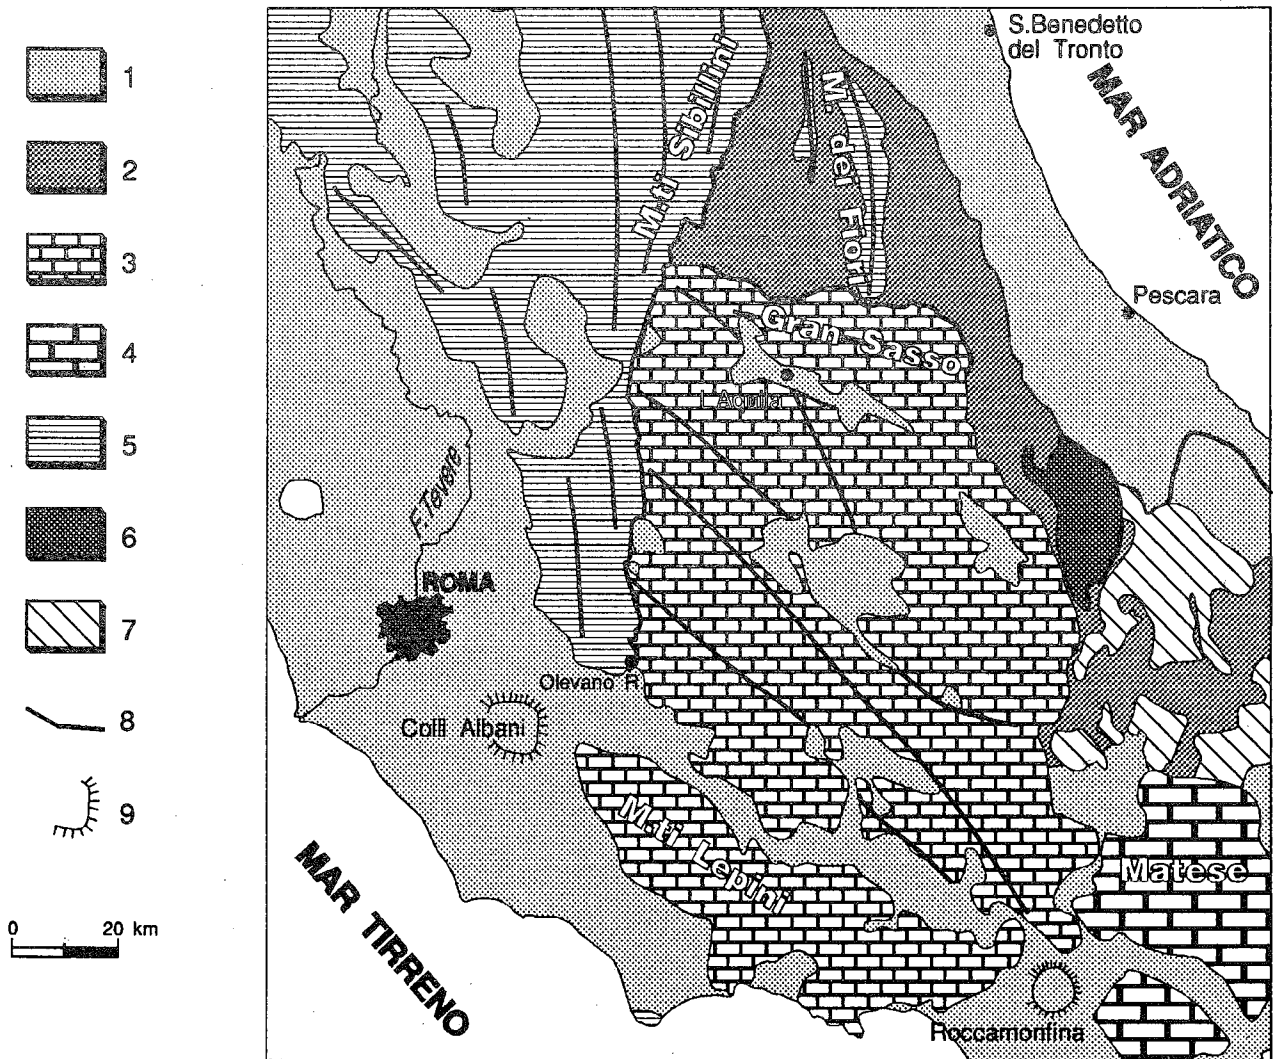 1
2
3
4
5
6
7
8
9
0 20 km
S.Benedetto
del Tronto
MAR ADRIATICO
M.ti Sibillini
M. dei Fiori
Pescara
Gran Sasso
L'Aquila
F. Tevere
ROMA
Olevano R.
Colli Albani
M.ti Lepini
Matese
MAR TIRRENO
Roccamonfina